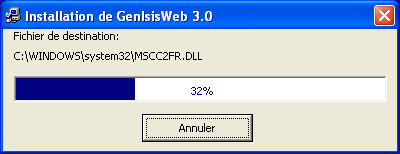 Installation de GenIsisWeb 3.0
Fichier de destination:
C:\WINDOWS\system32\MSCC2FR.DLL
32%
Annuler